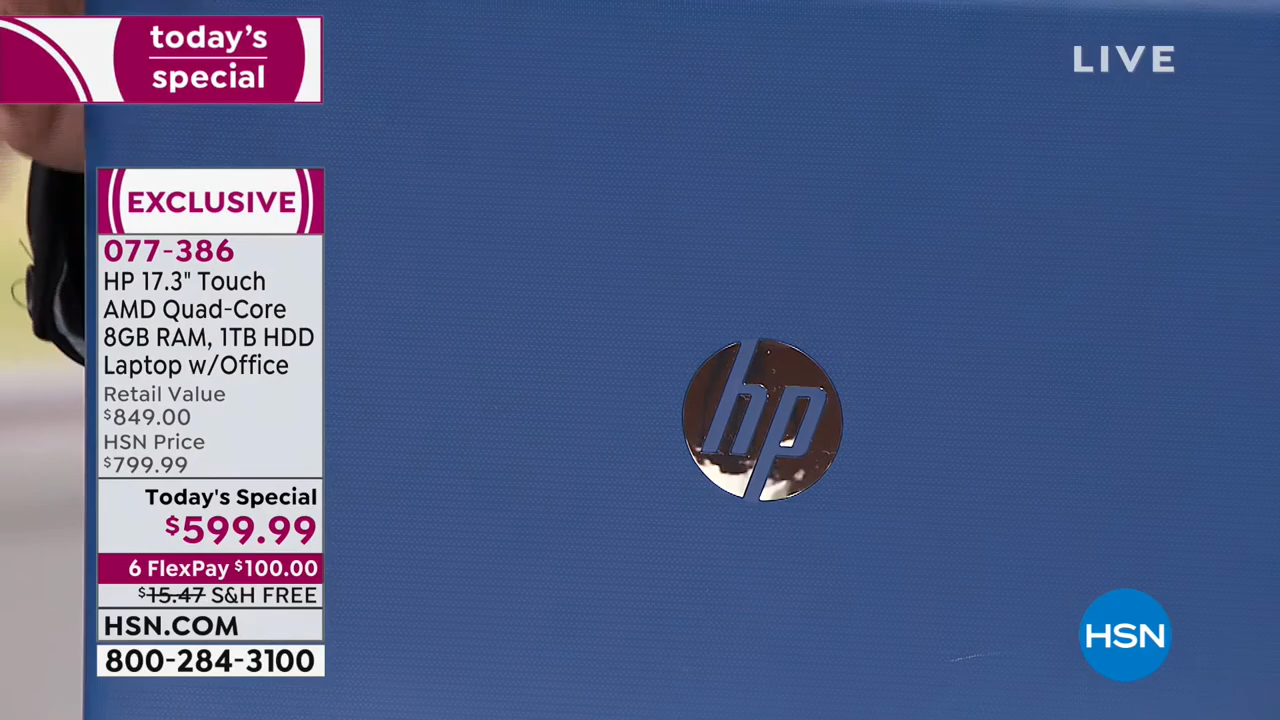 today's
special
LIVE
EXCLUSIVE
077-386
HP 17.3" Touch
AMD Quad-Core
8GB RAM, 1TB HDD
Laptop w/Office
Retail Value
$849.00
HSN Price
$799.99
Today's Special
$599.99
6 FlexPay $100.00
$15.47 S&H FREE
HSN.COM
800-284-3100
hp
HSN